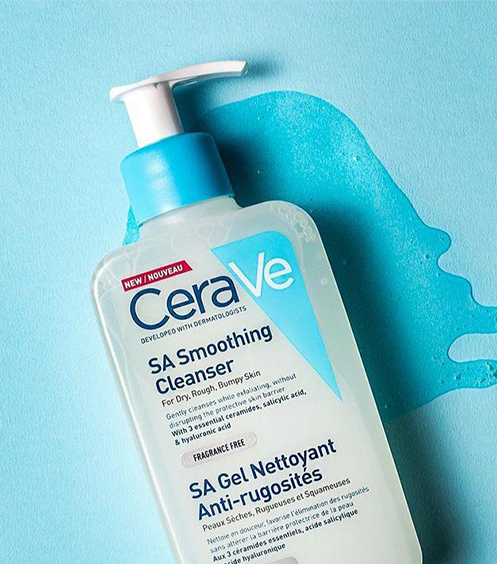 NEW / NOUVEAU
CeraVe
DEVELOPED WITH DERMATOLOGISTS
SA Smoothing
Cleanser
For Dry, Rough, Bumpy Skin
Gently cleanses while exfoliating, without
disrupting the protective skin barrier
With 3 essential ceramides, salicylic acid,
& hyaluronic acid
FRAGRANCE FREE
SA Gel Nettoyant
Anti-rugosités
Peaux Sèches, Rugueuses et Squameuses
Nettoie en douceur, favorise l'élimination des rugosités
sans altérer la barrière protectrice de la peau
Aux 3 céramides essentiels, acide salicylique
acide hyaluronique